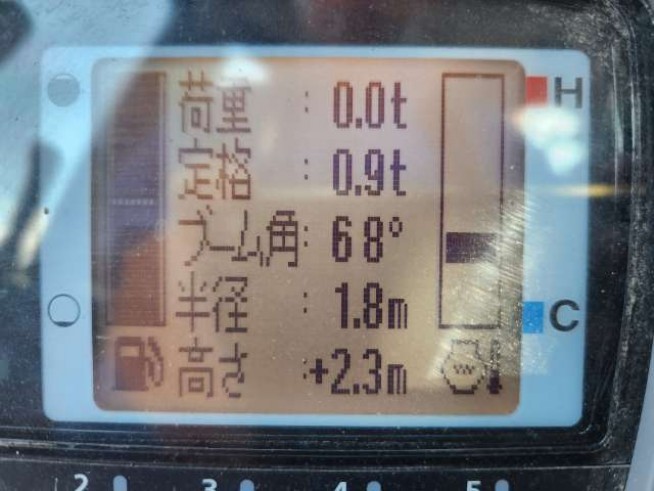 荷重 : 0.0t
H
定格 : 0.9t
ブーム角: 68°
半径 : 1.8m
C
高さ :+2.3m
2 3 4 5